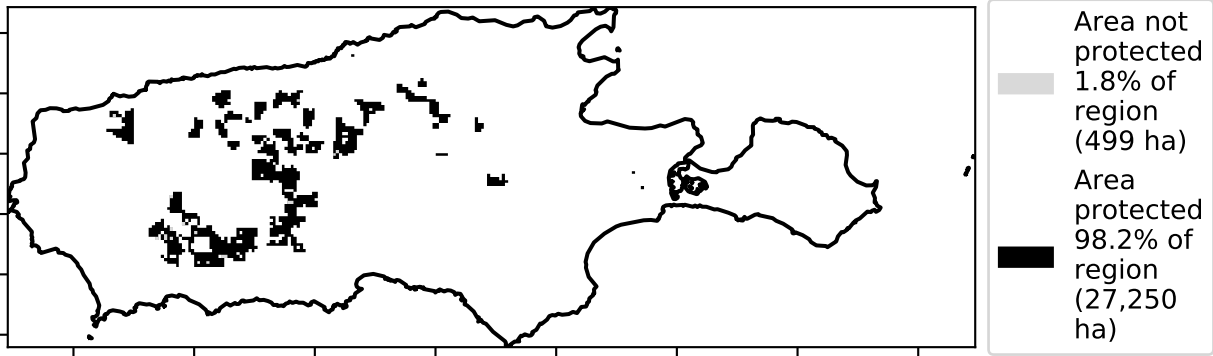 Area not
protected
1.8% of
region
(499 ha)
Area
protected
98.2% of
region
(27,250
ha)